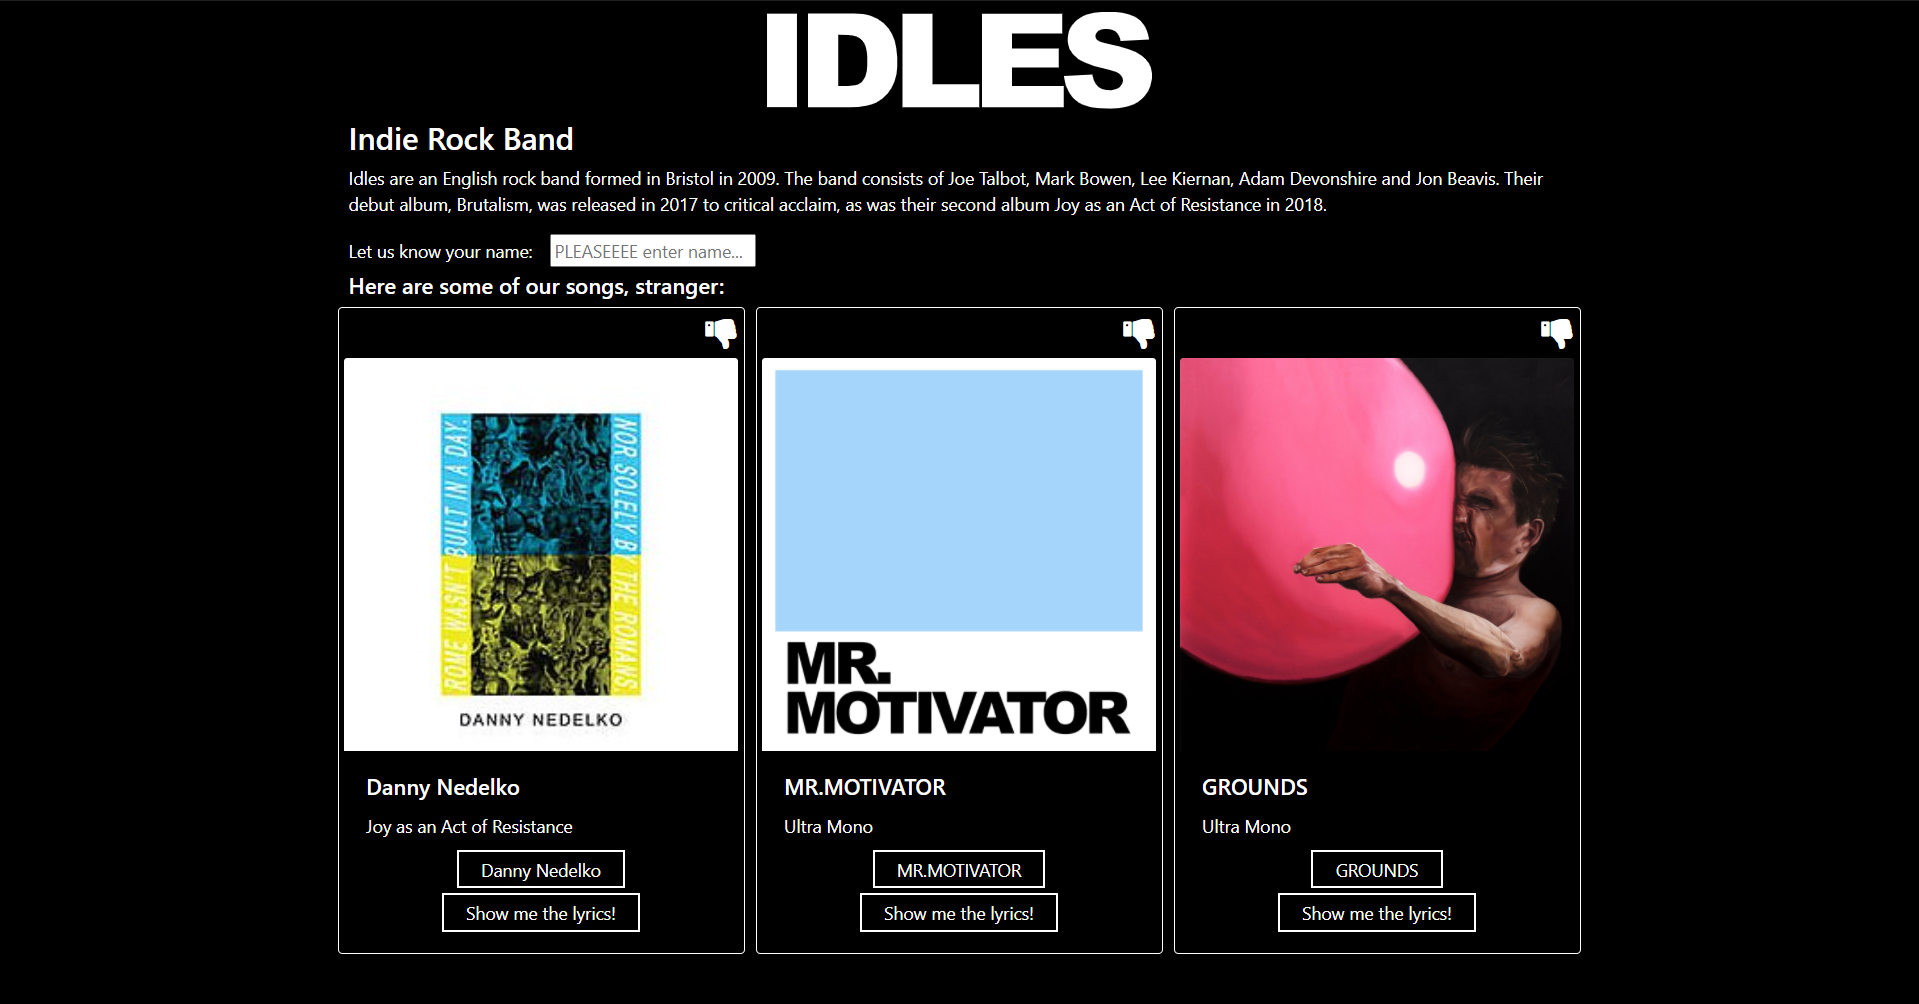 IDLES
Indie Rock Band
Idles are an English rock band formed in Bristol in 2009. The band consists of Joe Talbot, Mark Bowen, Lee Kiernan, Adam Devonshire and Jon Beavis. Their
debut album, Brutalism, was released in 2017 to critical acclaim, as was their second album Joy as an Act of Resistance in 2018.
Let us know your name: PLEASEEEE enter name...
Here are some of our songs, stranger:
ROME WASN'T BUILT IN A DAY.
NOR SOLELY BY THE ROMANS.
DANNY NEDELKO
MR.
MOTIVATOR
Danny Nedelko
Joy as an Act of Resistance
Danny Nedelko
Show me the lyrics!
MR.MOTIVATOR
Ultra Mono
MR.MOTIVATOR
Show me the lyrics!
GROUNDS
Ultra Mono
GROUNDS
Show me the lyrics!